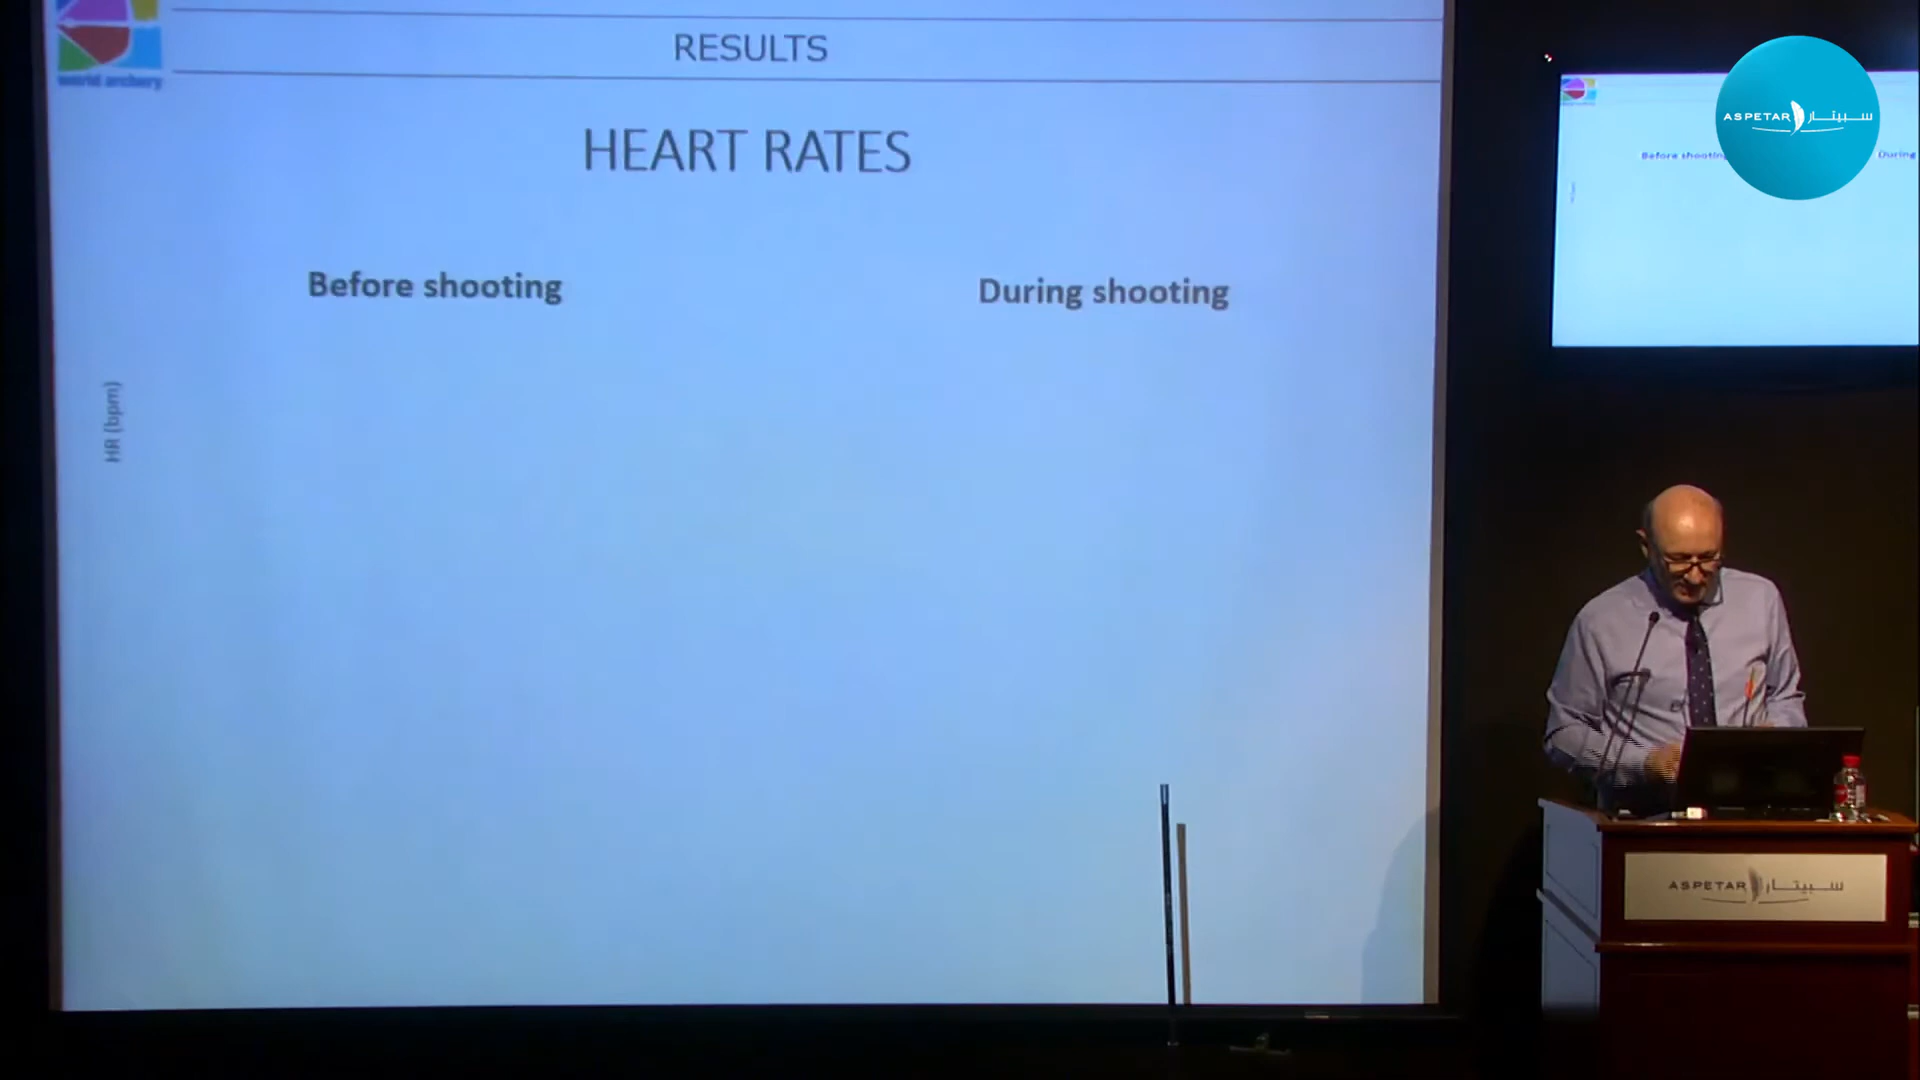 RESULTS
world archery
HEART RATES
Before shooting
During shooting
HR (bpm)
ASPETAR سبيتار
Before shooting
During
ASPETAR سبيتار